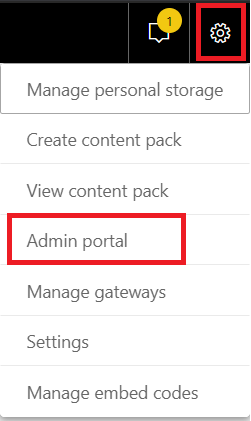 1
Manage personal storage
Create content pack
View content pack
Admin portal
Manage gateways
Settings
Manage embed codes